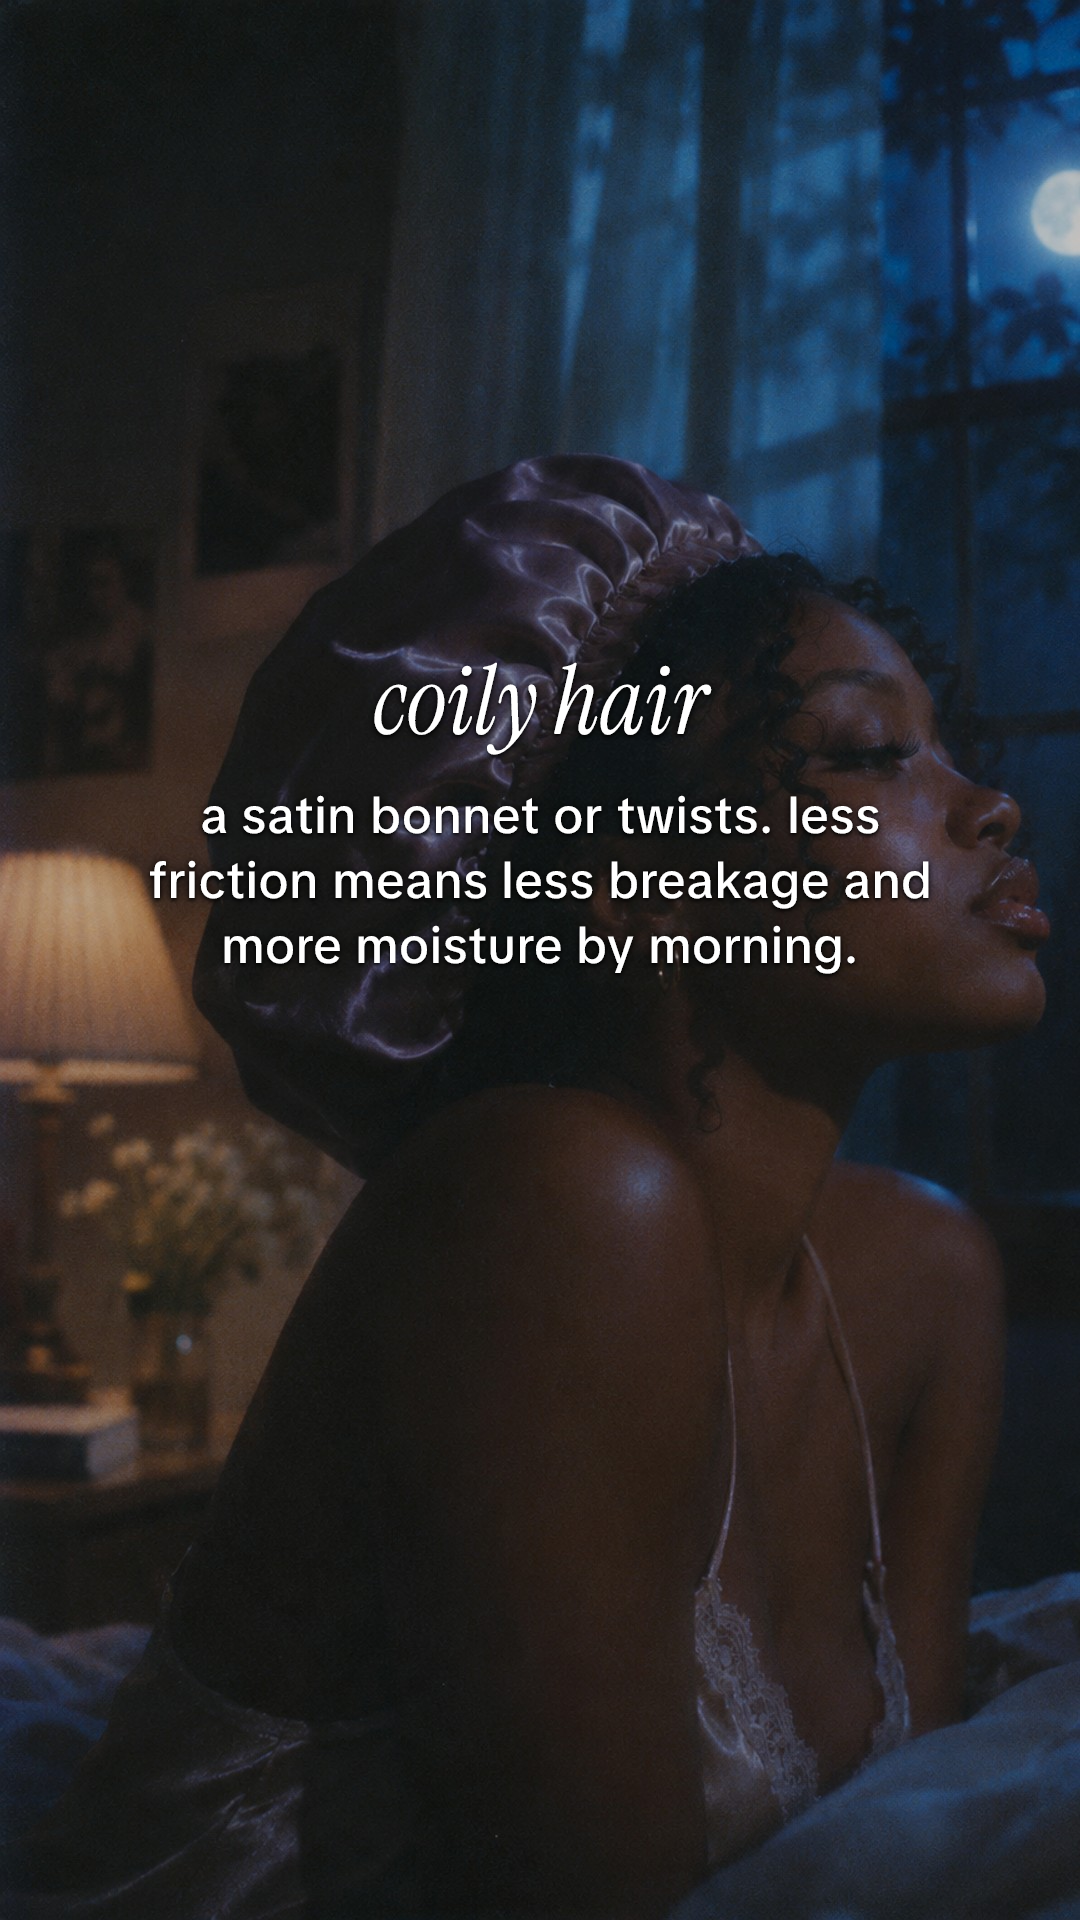 coily hair
a satin bonnet or twists. less
friction means less breakage and
more moisture by morning.